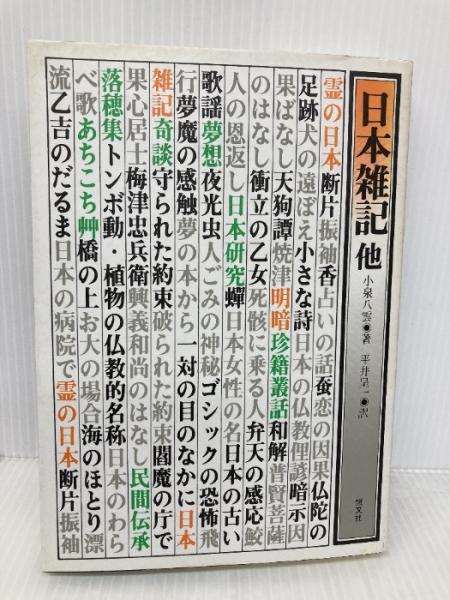 日本雑記 他
小泉八雲●著 平井呈一●訳
恒文社
霊の日本断片振袖香占いの話蚕恋の因果仏陀の
足跡犬の遠ぼえ小さな詩日本の仏教俚諺暗示因
果ばなし天狗譚焼津明暗珍籍叢話和解普賢菩薩
のはなし衝立の乙女死骸に乗る人弁天の感応鮫
人の恩返し日本研究蟬日本女性の名日本の古い
歌謡夢想夜光虫人ごみの神秘ゴシックの恐怖飛
行夢魔の感触夢の本から一対の目のなかに日本
雑記奇談守られた約束破られた約束閻魔の庁で
果心居士梅津忠兵衛興義和尚のはなし民間伝承
落穂集トンボ動・植物の仏教的名称日本のわら
べ歌あちこち艸橋の上お大の場合海のほとり漂
流乙吉のだるま日本の病院で霊の日本断片振袖